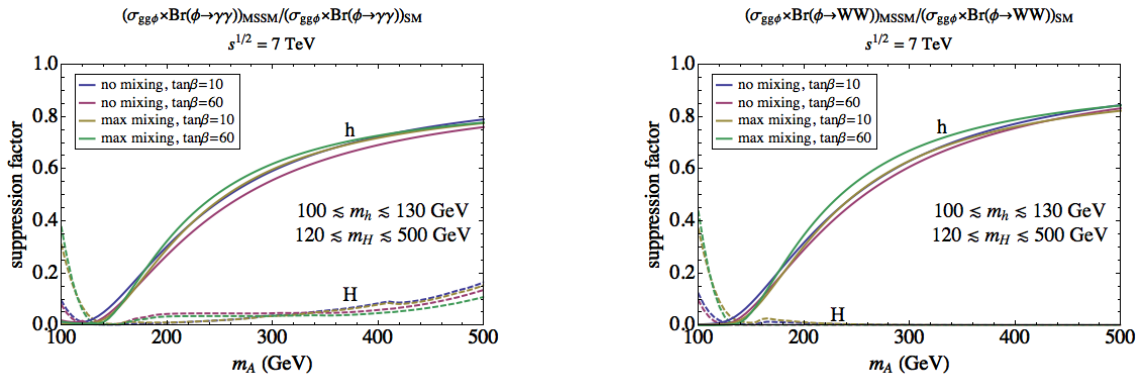 (σggφ×Br(φ→γγ))MSSM/(σggφ×Br(φ→γγ))SM
s^1/2 = 7 TeV
suppression factor
1.0
0.8
0.6
0.4
0.2
0.0
no mixing, tanβ=10
no mixing, tanβ=60
max mixing, tanβ=10
max mixing, tanβ=60
h
100 ≲ mh ≲ 130 GeV
120 ≲ mH ≲ 500 GeV
H
100 200 300 400 500
mA (GeV)
(σggφ×Br(φ→WW))MSSM/(σggφ×Br(φ→WW))SM
s^1/2 = 7 TeV
suppression factor
1.0
0.8
0.6
0.4
0.2
0.0
no mixing, tanβ=10
no mixing, tanβ=60
max mixing, tanβ=10
max mixing, tanβ=60
h
100 ≲ mh ≲ 130 GeV
120 ≲ mH ≲ 500 GeV
H
100 200 300 400 500
mA (GeV)